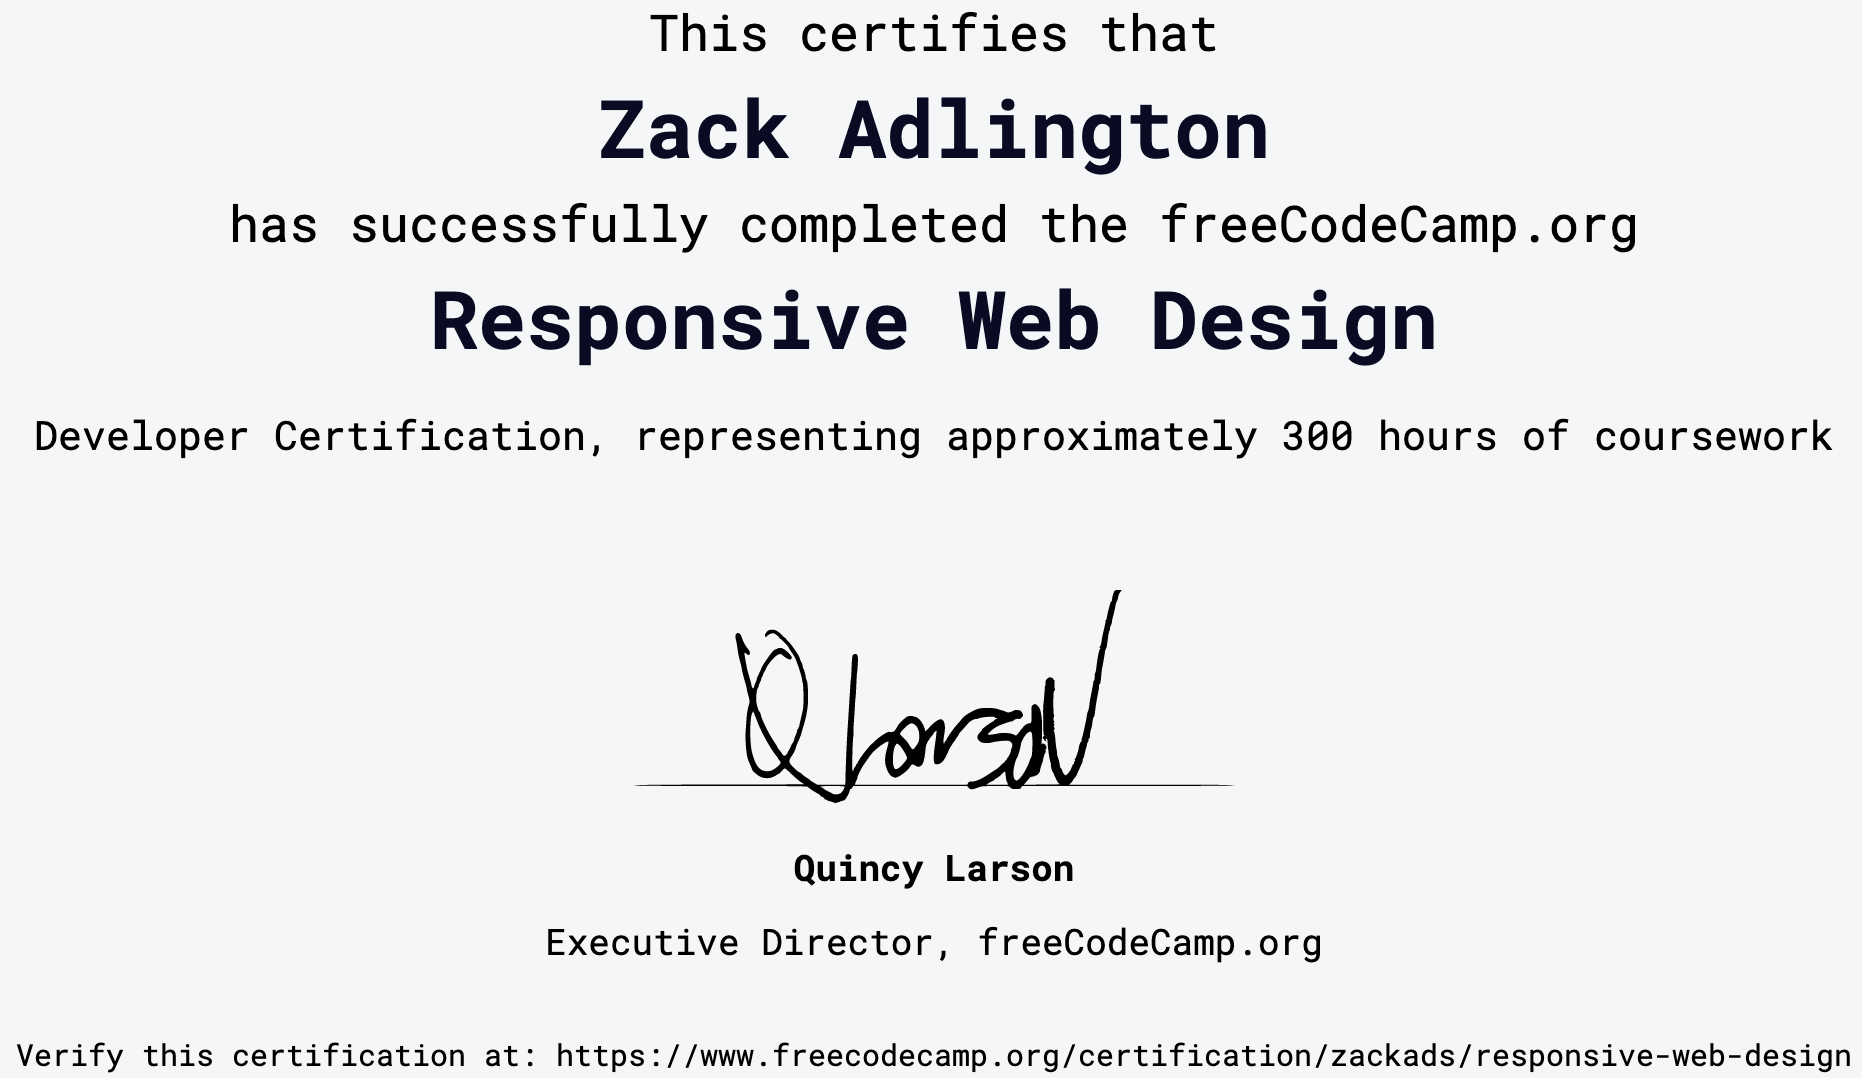 This certifies that
Zack Adlington
has successfully completed the freeCodeCamp.org
Responsive Web Design
Developer Certification, representing approximately 300 hours of coursework
Q Larson
Quincy Larson
Executive Director, freeCodeCamp.org
Verify this certification at: https://www.freecodecamp.org/certification/zackads/responsive-web-design